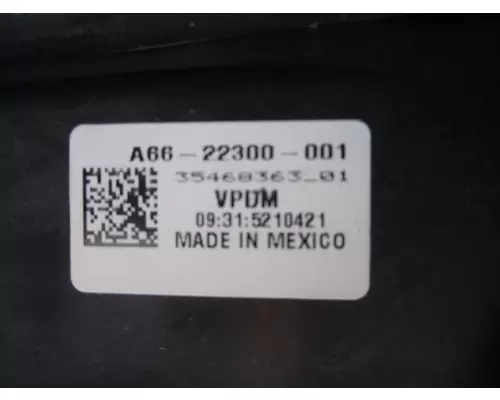 A66-22300-001
35468363_01
VPDM
09:31:5210421
MADE IN MEXICO